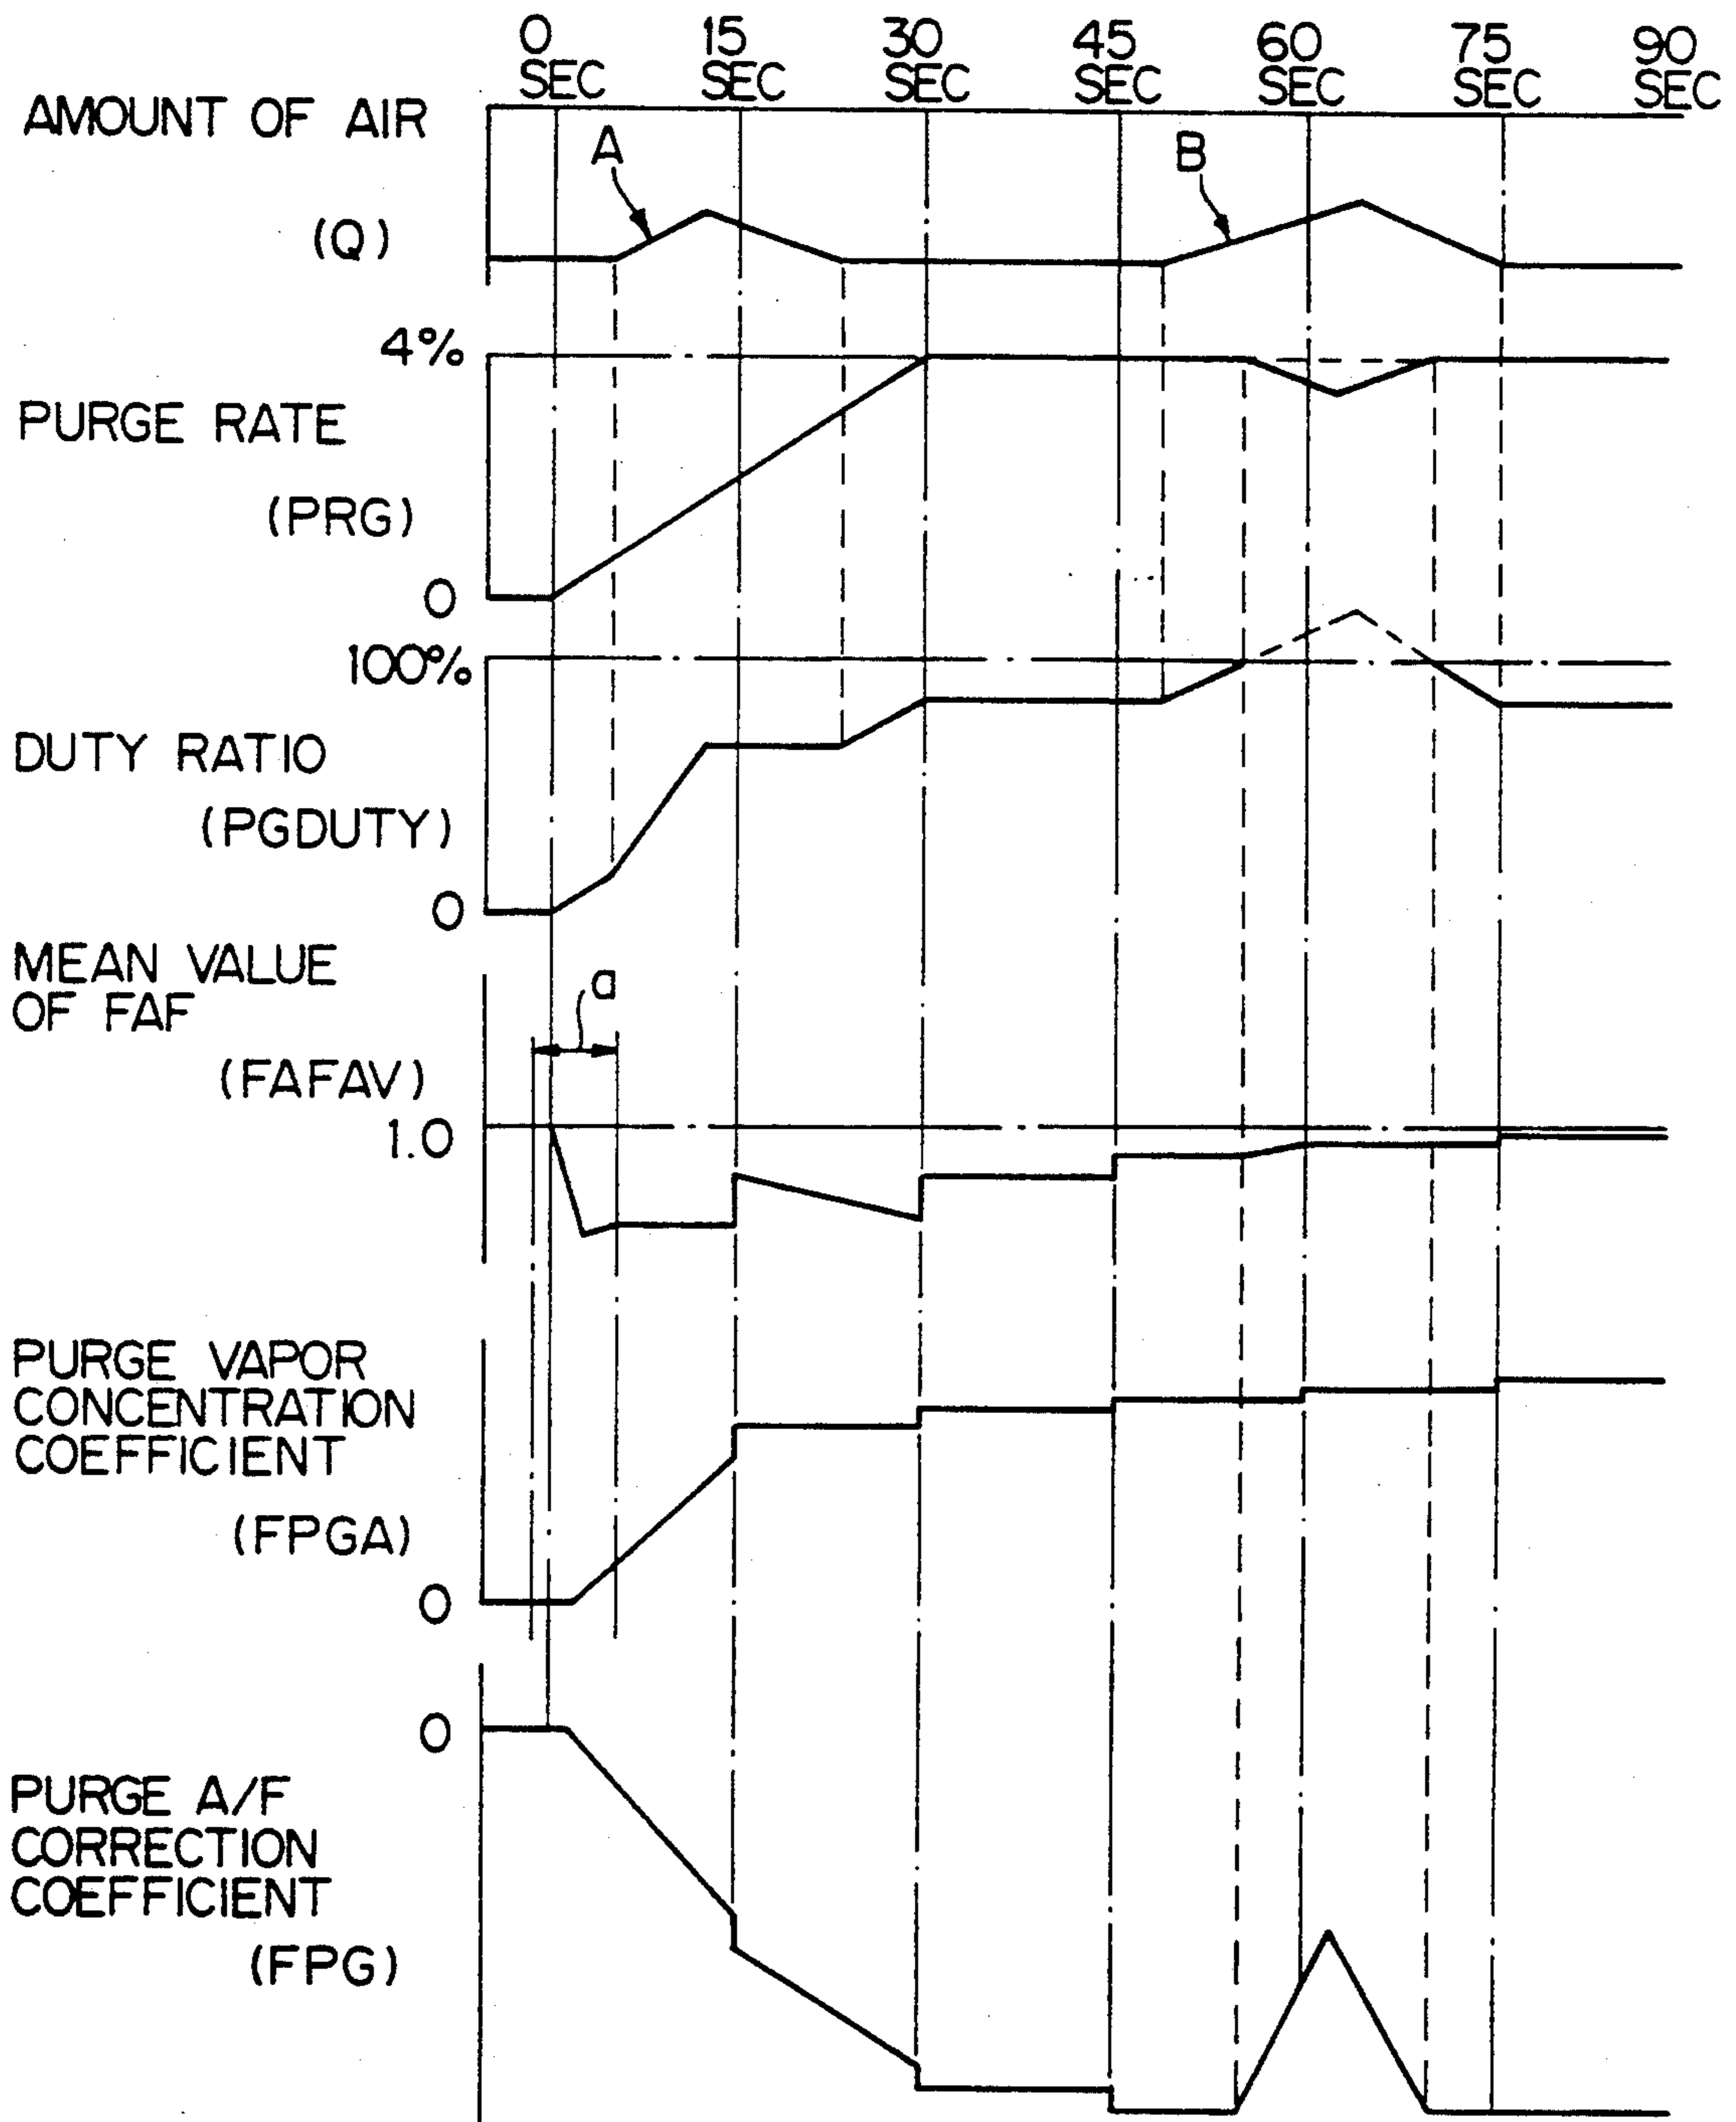 0 SEC
15 SEC
30 SEC
45 SEC
60 SEC
75 SEC
90 SEC
AMOUNT OF AIR
(Q)
A
B
4%
PURGE RATE
(PRG)
0
100%
DUTY RATIO
(PGDUTY)
0
MEAN VALUE
OF FAF
(FAFAV)
a
1.0
PURGE VAPOR
CONCENTRATION
COEFFICIENT
(FPGA)
0
0
PURGE A/F
CORRECTION
COEFFICIENT
(FPG)